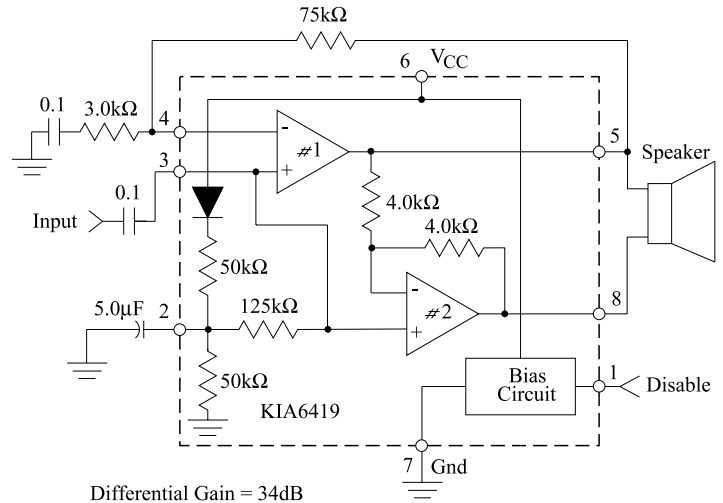 75kΩ
6 VCC
0.1
3.0kΩ
4
-
#1
+
5
Speaker
3
0.1
Input
4.0kΩ
4.0kΩ
50kΩ
-
#2
+
5.0μF
2
125kΩ
8
50kΩ
Bias
Circuit
1
Disable
KIA6419
7 Gnd
Differential Gain = 34dB